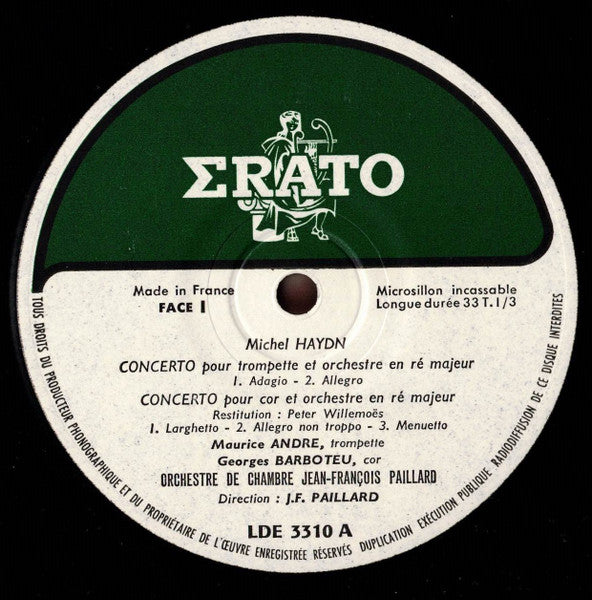 ΣRATO
Made in France
FACE I
Microsillon incassable
Longue durée 33 T.1/3
Michel HAYDN
CONCERTO pour trompette et orchestre en ré majeur
1. Adagio - 2. Allegro
CONCERTO pour cor et orchestre en ré majeur
Restitution : Peter Willemoës
1. Larghetto - 2. Allegro non troppo - 3. Menuetto
Maurice ANDRE, trompette
Georges BARBOTEU, cor
ORCHESTRE DE CHAMBRE JEAN-FRANÇOIS PAILLARD
Direction : J.F. PAILLARD
LDE 3310 A
TOUS DROITS DU PRODUCTEUR PHONOGRAPHIQUE ET DU PROPRIÉTAIRE DE L'ŒUVRE ENREGISTRÉE RÉSERVÉS DUPLICATION EXÉCUTION PUBLIQUE RADIODIFFUSION DE CE DISQUE INTERDITES